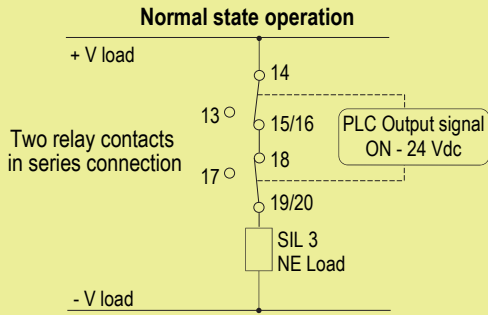 Normal state operation
+ V load
14
13
15/16
PLC Output signal
ON - 24 Vdc
Two relay contacts
in series connection
18
17
19/20
SIL 3
NE Load
- V load